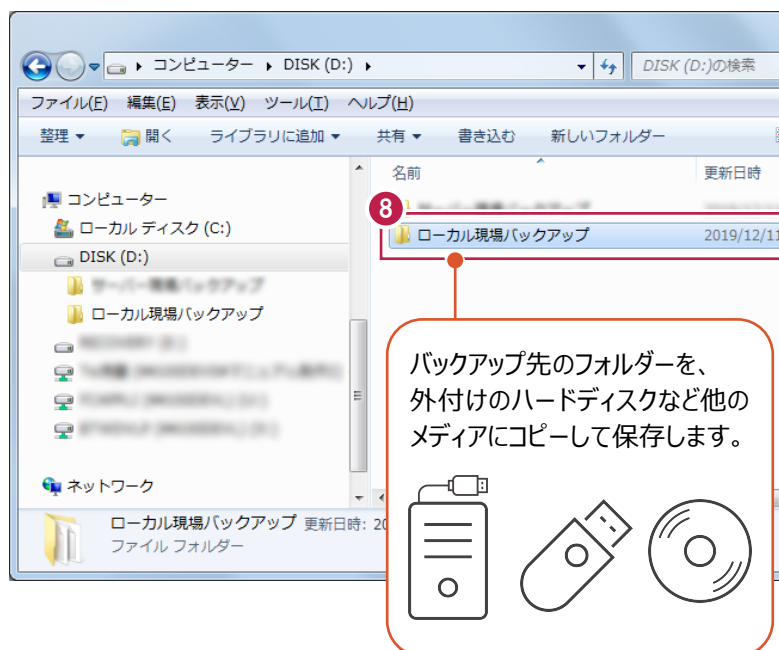 コンピューター DISK (D:) DISK (D:)の検索
ファイル(F) 編集(E) 表示(V) ツール(T) ヘルプ(H)
整理 開く ライブラリに追加 共有 書き込む 新しいフォルダー
名前 更新日時
コンピューター
ローカル ディスク (C:)
DISK (D:)
ローカル現場バックアップ
ネットワーク
8
ローカル現場バックアップ 2019/12/11
バックアップ先のフォルダーを、
外付けのハードディスクなど他の
メディアにコピーして保存します。
ローカル現場バックアップ 更新日時: 20
ファイル フォルダー